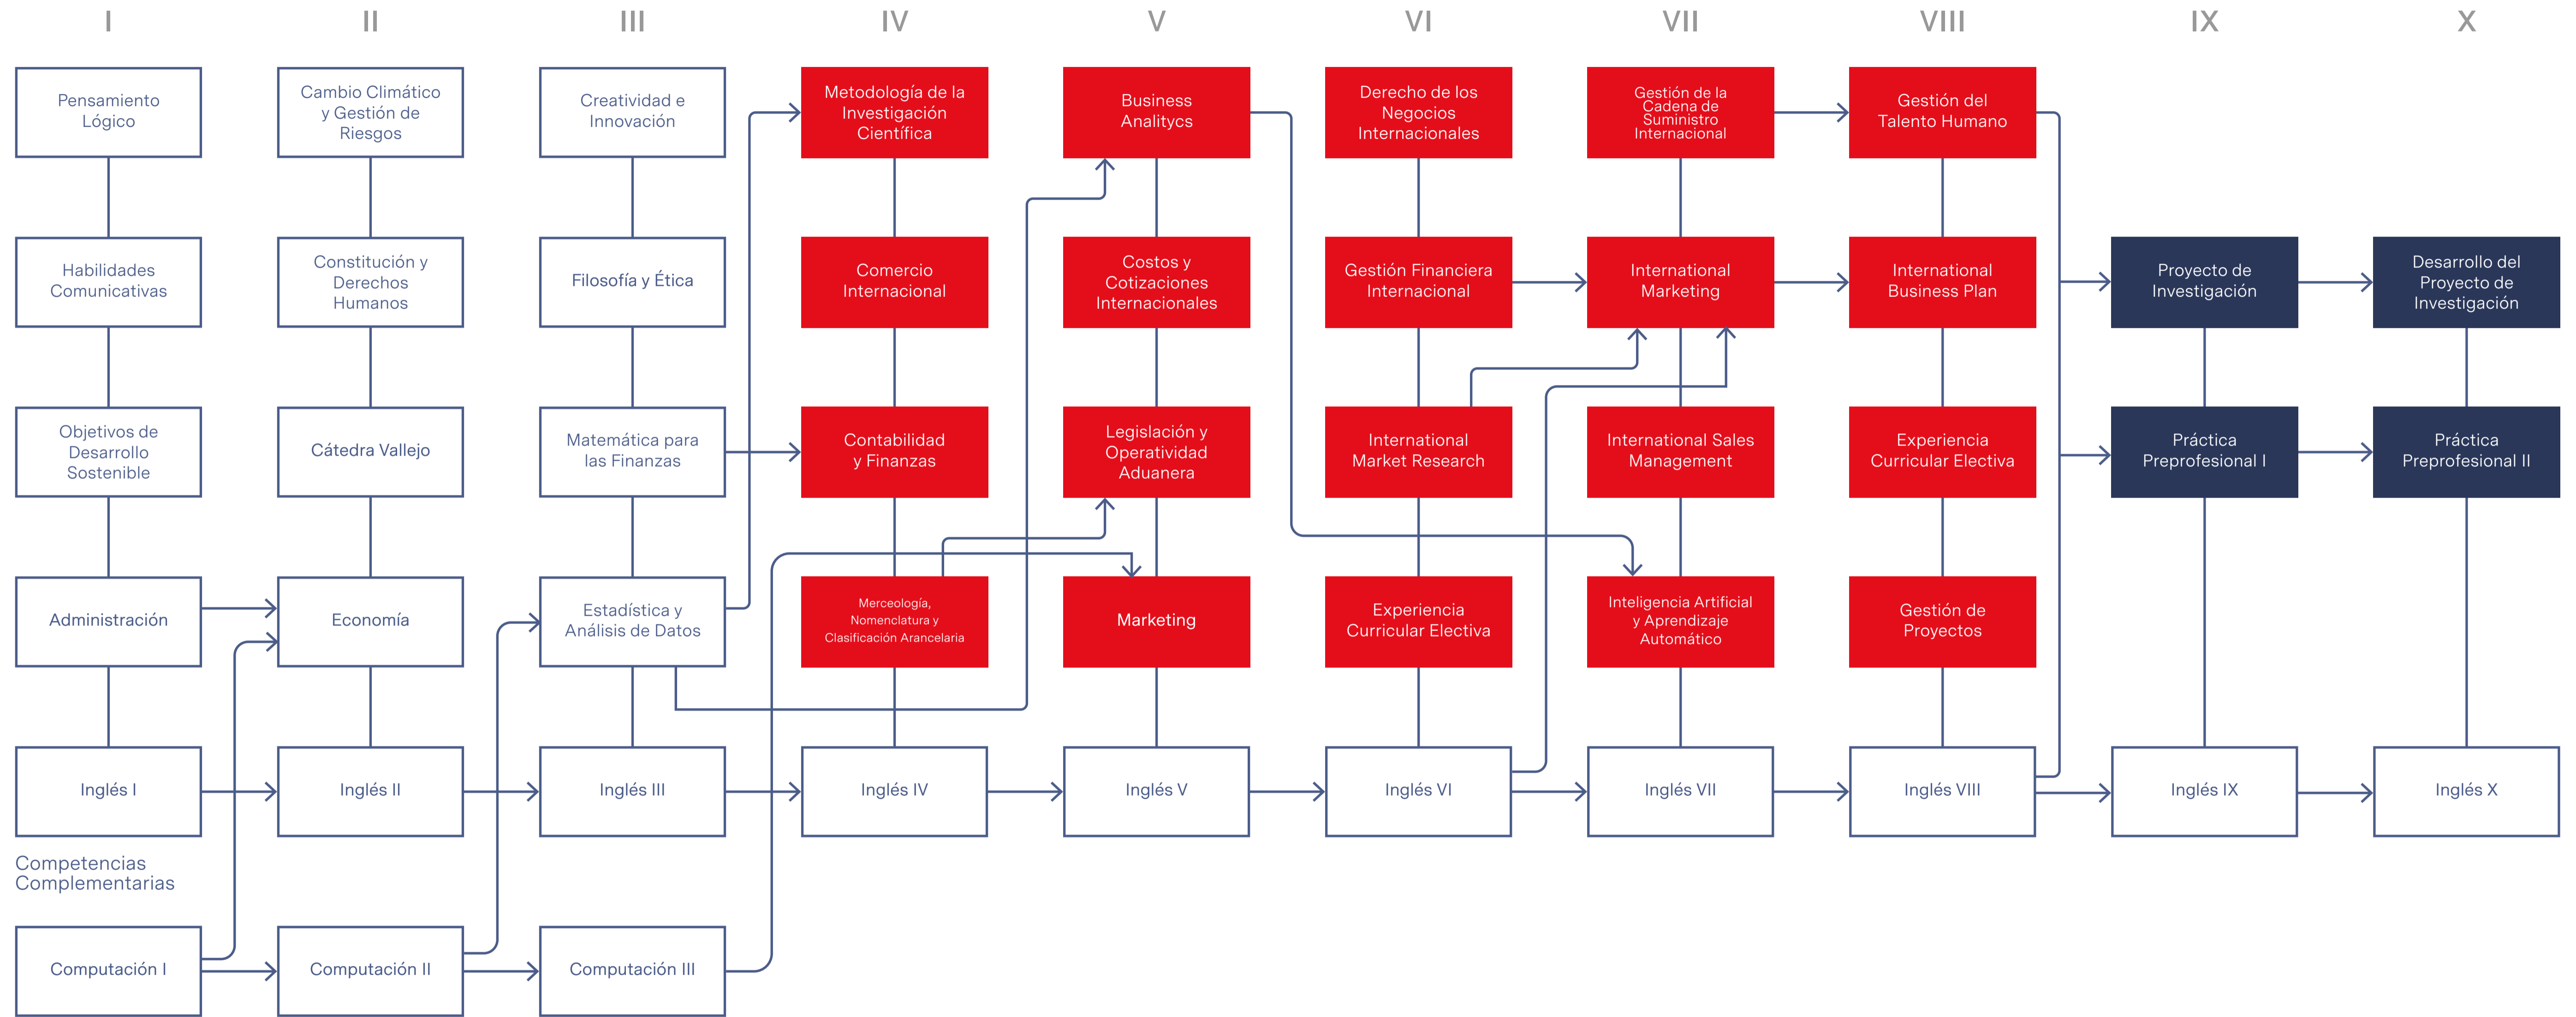 I
II
III
IV
V
VI
VII
VIII
IX
X
Pensamiento
Lógico
Cambio Climático
y Gestión de
Riesgos
Creatividad e
Innovación
Metodología de la
Investigación
Científica
Business
Analitycs
Derecho de los
Negocios
Internacionales
Gestión de la
Cadena de
Suministro
Internacional
Gestión del
Talento Humano
Habilidades
Comunicativas
Constitución y
Derechos
Humanos
Filosofía y Ética
Comercio
Internacional
Costos y
Cotizaciones
Internacionales
Gestión Financiera
Internacional
International
Marketing
International
Business Plan
Proyecto de
Investigación
Desarrollo del
Proyecto de
Investigación
Objetivos de
Desarrollo
Sostenible
Cátedra Vallejo
Matemática para
las Finanzas
Contabilidad
y Finanzas
Legislación y
Operatividad
Aduanera
International
Market Research
International Sales
Management
Experiencia
Curricular Electiva
Práctica
Preprofesional I
Práctica
Preprofesional II
Administración
Economía
Estadística y
Análisis de Datos
Merceología,
Nomenclatura y
Clasificación Arancelaria
Marketing
Experiencia
Curricular Electiva
Inteligencia Artificial
y Aprendizaje
Automático
Gestión de
Proyectos
Inglés I
Inglés II
Inglés III
Inglés IV
Inglés V
Inglés VI
Inglés VII
Inglés VIII
Inglés IX
Inglés X
Competencias
Complementarias
Computación I
Computación II
Computación III